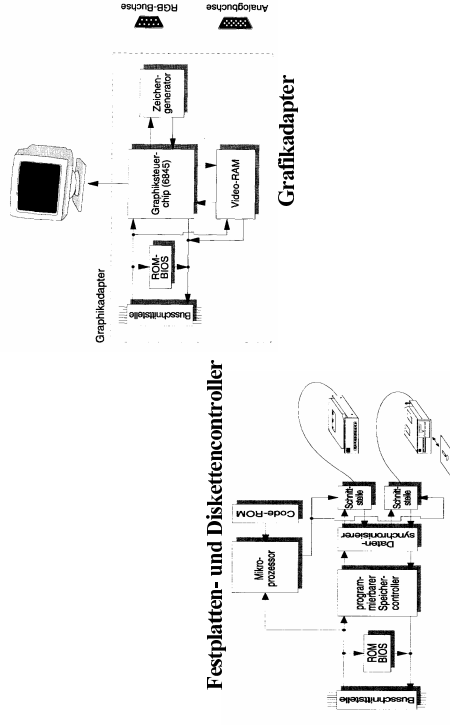 RGB-Buchse
Analogbuchse
Graphikadapter
Zeichen-
generator
Graphiksteuer-
chip (6845)
Video-RAM
ROM-
BIOS
Busschnittstelle
Grafikadapter
Festplatten- und Diskettencontroller
Code-ROM
Mikro-
prozessor
Schnitt-
stelle
Schnitt-
stelle
Daten-
synchronisierer
program-
mierbarer
Speicher-
controller
ROM
BIOS
Busschnittstelle